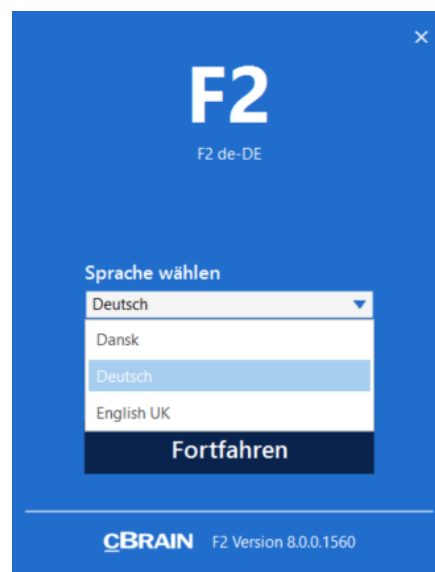 F2
F2 de-DE
Sprache wählen
Deutsch
Dansk
Deutsch
English UK
Fortfahren
cBRAIN F2 Version 8.0.0.1560